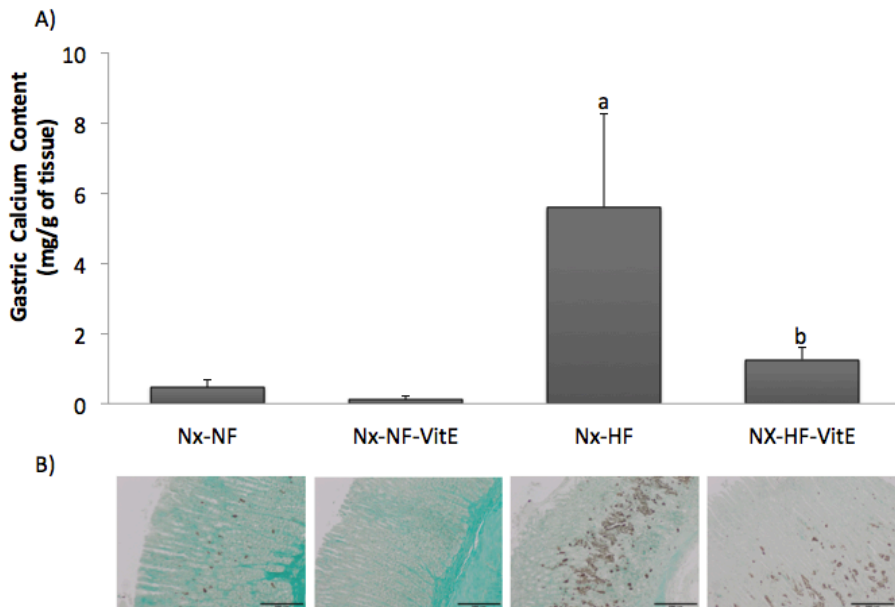 A)
Gastric Calcium Content
(mg/g of tissue)
10
8
6
4
2
0
a
b
Nx-NF
Nx-NF-VitE
Nx-HF
NX-HF-VitE
B)